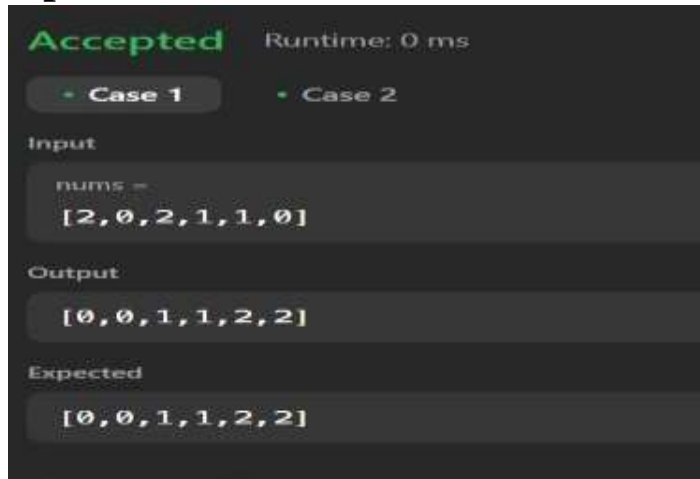 Accepted Runtime: 0 ms
• Case 1 • Case 2
Input
nums =
[2,0,2,1,1,0]
Output
[0,0,1,1,2,2]
Expected
[0,0,1,1,2,2]